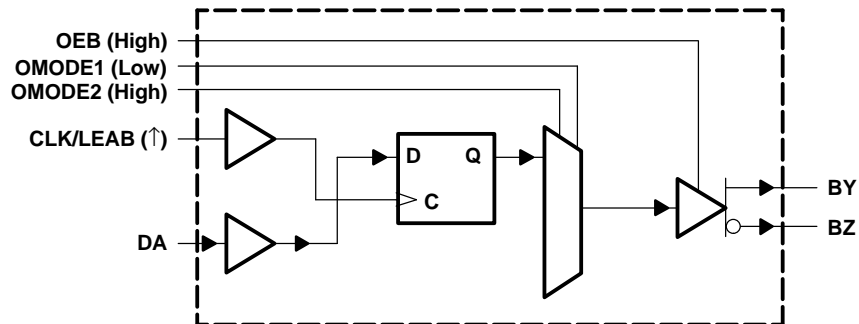 OEB (High)
OMODE1 (Low)
OMODE2 (High)
CLK/LEAB (↑)
D Q
C
DA
BY
BZ